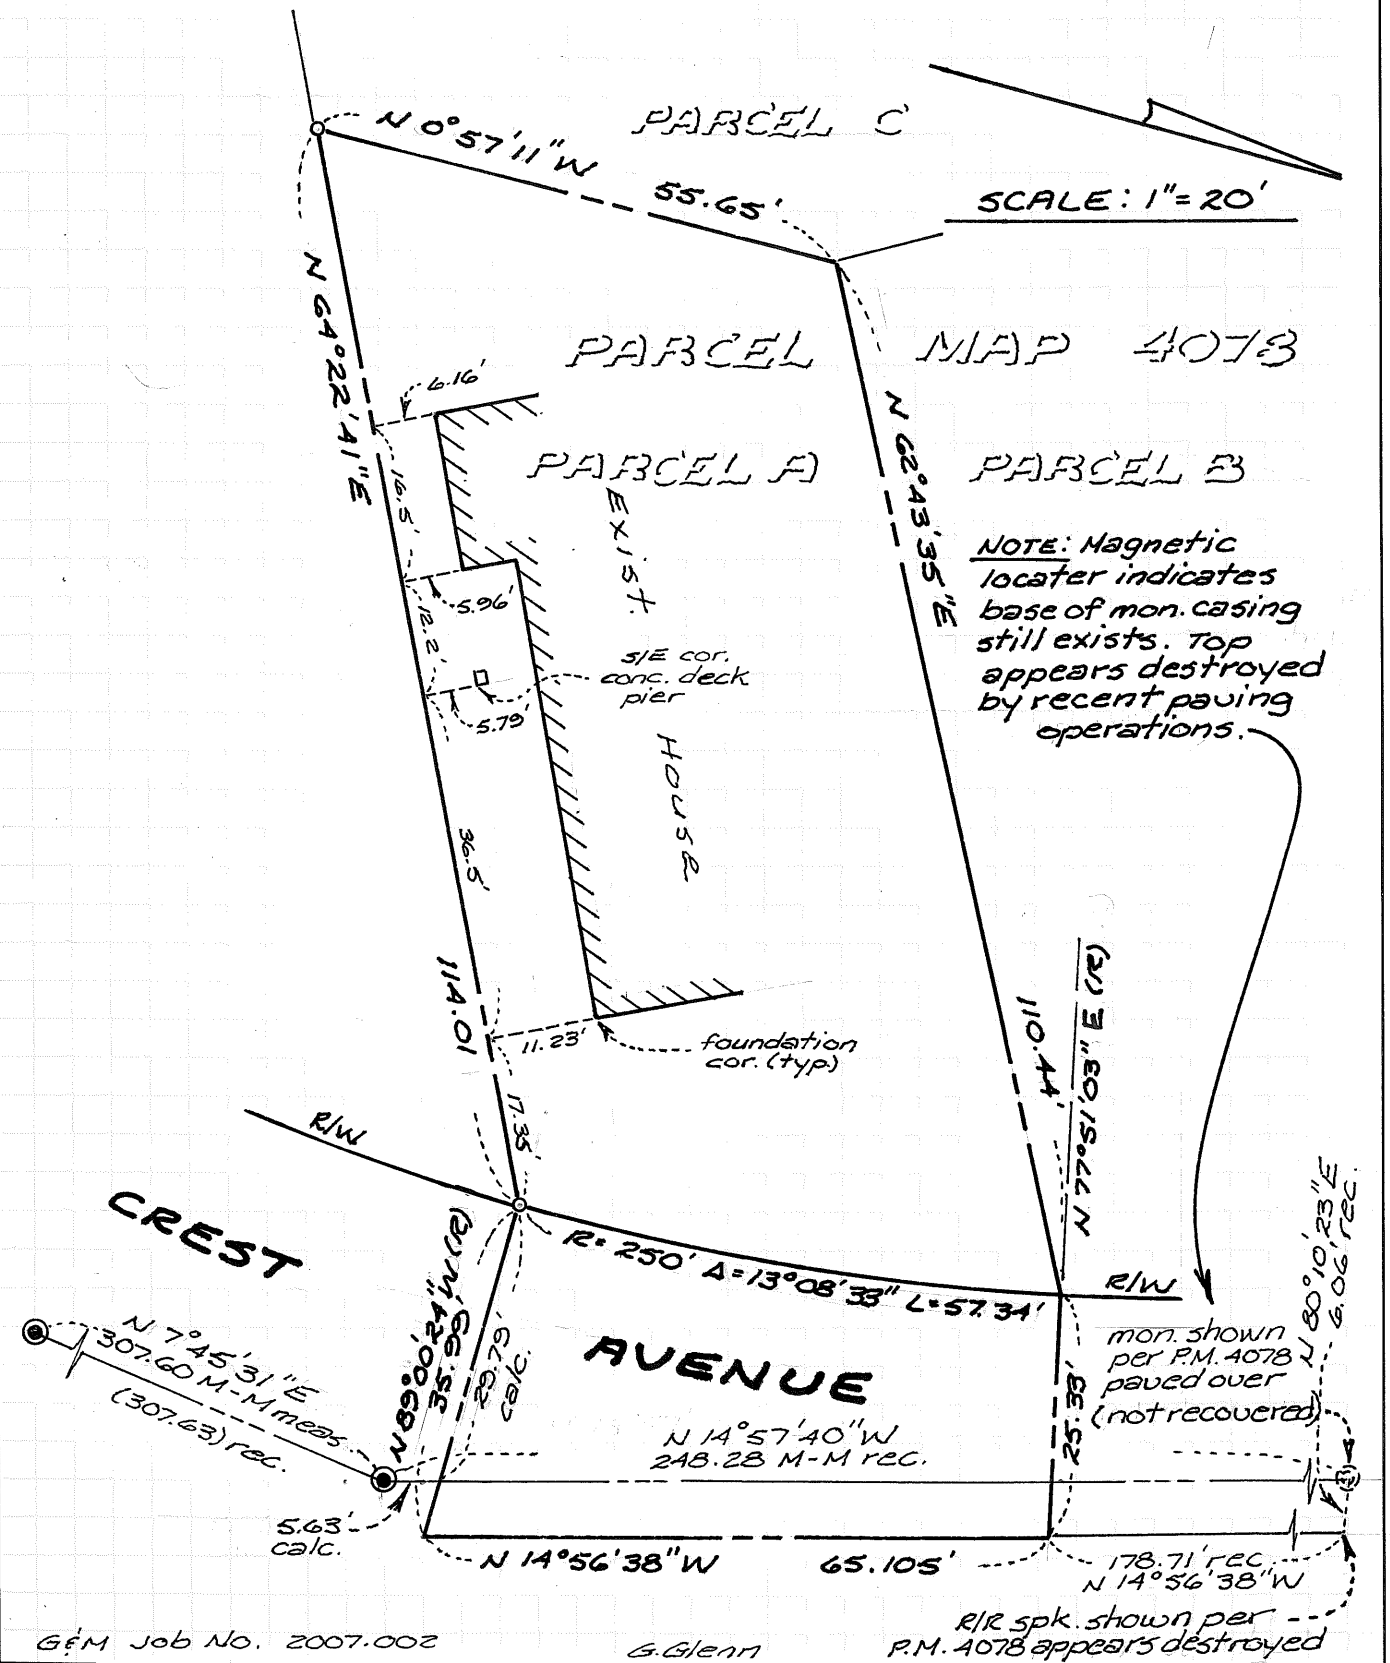 PARCEL C
N 0°57'11"W
55.65'
SCALE: 1"=20'
N 64°22'41"E
6.16'
PARCEL MAP 4078
PARCEL A
PARCEL B
N 62°43'35"E
16.5'
Exist.
House
NOTE: Magnetic
locater indicates
base of mon. casing
still exists. Top
appears destroyed
by recent paving
operations.
5.96'
12.2'
S/E cor.
conc. deck
pier
5.79'
36.5'
114.01
11.23'
foundation
cor. (typ.)
110.44'
N 77°51'03"E (R)
17.35'
R/W
CREST
R= 250' Δ=13°08'33" L=57.34'
R/W
N 89°00'24"W (R)
35.99'
29.79'
calc.
AVENUE
N 7°45'31"E
307.60 M-M meas.
(307.63) rec.
mon. shown
per P.M. 4078
paved over
(not recovered)
N 80°10'23"E
6.06' rec.
25.33'
N 14°57'40"W
248.28 M-M rec.
5.63'
calc.
N 14°56'38"W
65.105'
178.71' rec.
N 14°56'38"W
R/R spk. shown per
P.M. 4078 appears destroyed
G&M Job No. 2007.002
G.Glenn